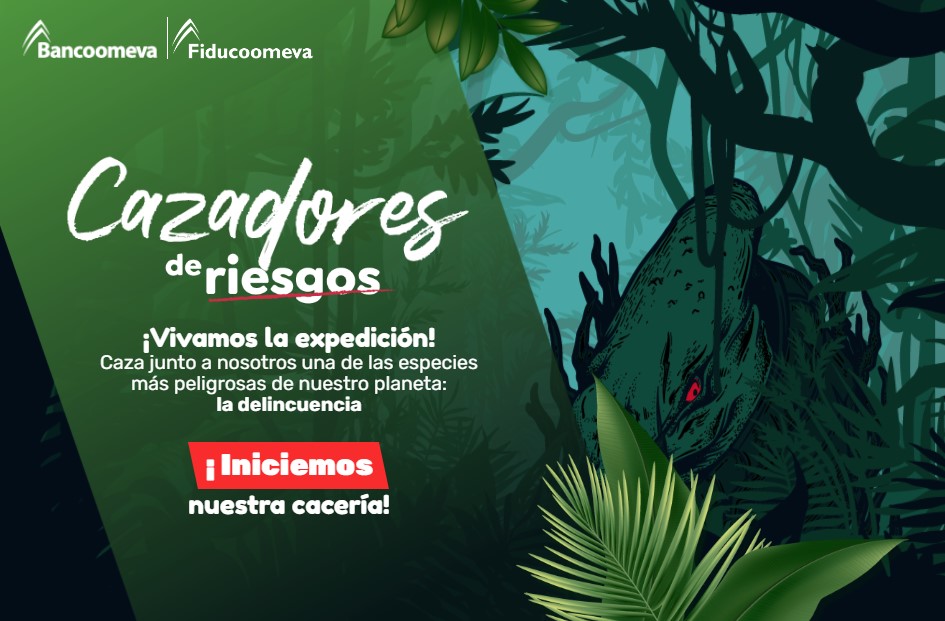 Bancoomeva | Fiducoomeva
Cazadores
de riesgos
¡Vivamos la expedición!
Caza junto a nosotros una de las especies
más peligrosas de nuestro planeta:
la delincuencia
¡Iniciemos
nuestra cacería!